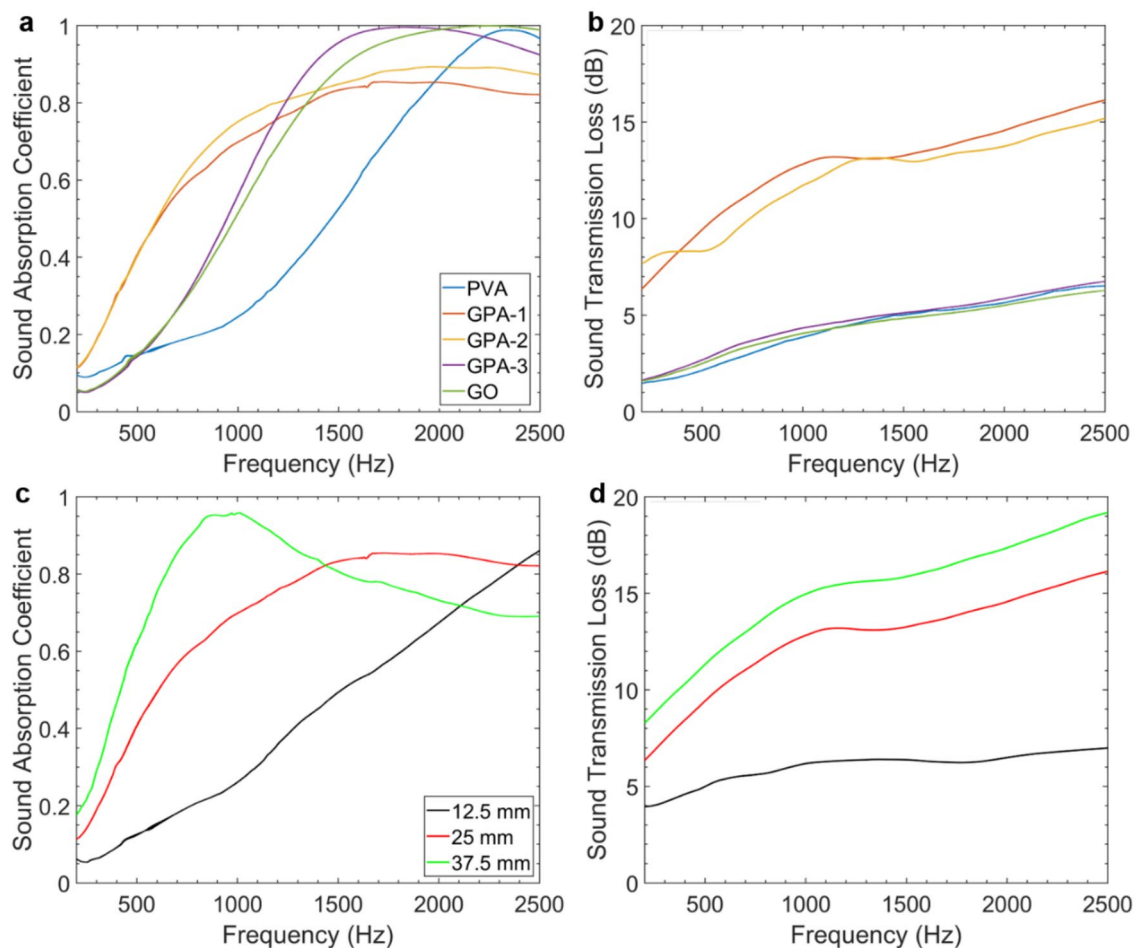 a
Sound Absorption Coefficient
1
0.8
0.6
0.4
0.2
0
500
1000
1500
2000
2500
Frequency (Hz)
PVA
GPA-1
GPA-2
GPA-3
GO
b
Sound Transmission Loss (dB)
20
15
10
5
0
500
1000
1500
2000
2500
Frequency (Hz)
c
Sound Absorption Coefficient
1
0.8
0.6
0.4
0.2
0
500
1000
1500
2000
2500
Frequency (Hz)
12.5 mm
25 mm
37.5 mm
d
Sound Transmission Loss (dB)
20
15
10
5
0
500
1000
1500
2000
2500
Frequency (Hz)